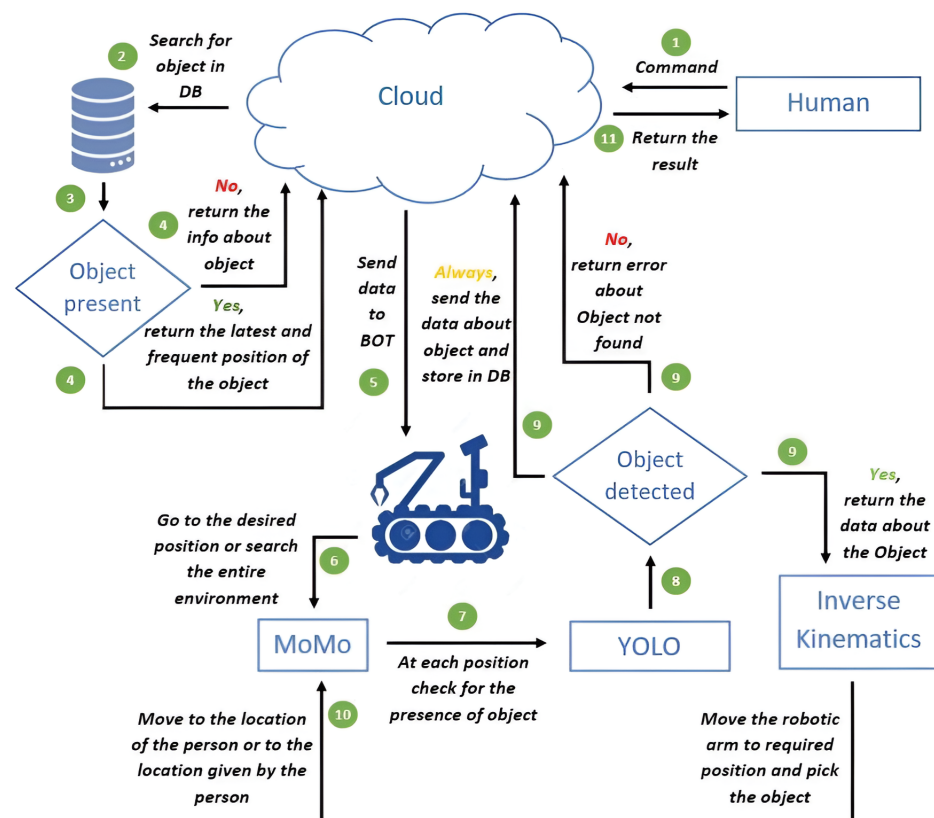 1
Command
Human
11
Return the
result
Cloud
2
Search for
object in
DB
3
Object
present
4
No,
return the
info about
object
Yes,
return the latest and
frequent position of
the object
4
Send
data
to
BOT
5
Always,
send the
data about
object and
store in DB
9
No,
return error
about
Object not
found
9
Object
detected
9
Yes,
return the
data about
the Object
Go to the desired
position or search
the entire
environment
6
MoMo
7
At each position
check for the
presence of object
YOLO
8
Inverse
Kinematics
Move to the location
of the person or to the
location given by the
person
10
Move the robotic
arm to required
position and pick
the object